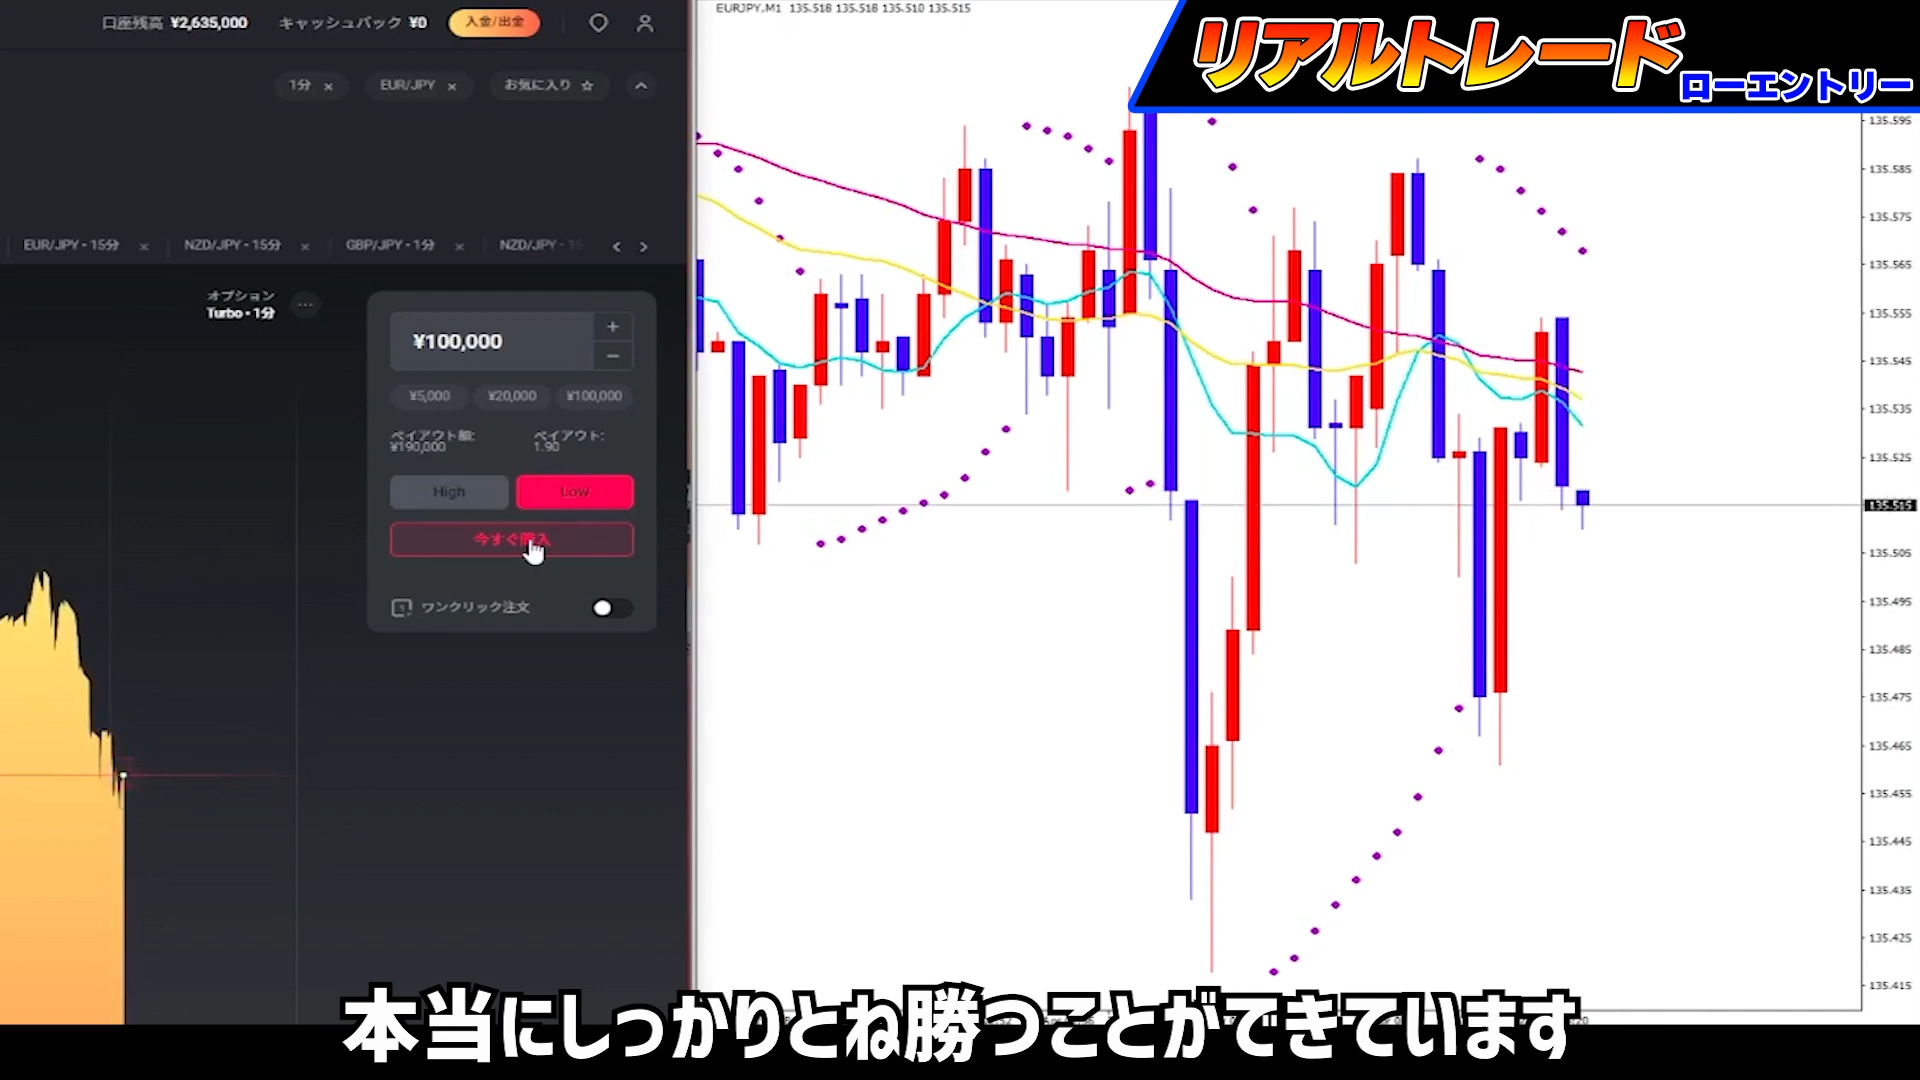 口座残高 ¥2,635,000 キャッシュバック ¥0 入金/出金
1分 × EUR/JPY × お気に入り ☆
EUR/JPY - 15分 × NZD/JPY - 15分 × GBP/JPY - 1分 × NZD/JPY - 15
オプション
Turbo - 1分
¥100,000
+
−
¥5,000 ¥20,000 ¥100,000
ペイアウト額: ペイアウト:
¥190,000 1.90
High Low
今すぐ購入
ワンクリック注文
EURJPY,M1 135.518 135.518 135.510 135.515
リアルトレード
ローエントリー
135.595
135.585
135.575
135.565
135.555
135.545
135.535
135.525
135.515
135.505
135.495
135.485
135.475
135.465
135.455
135.445
135.435
135.425
135.415
本当にしっかりとね勝つことができています